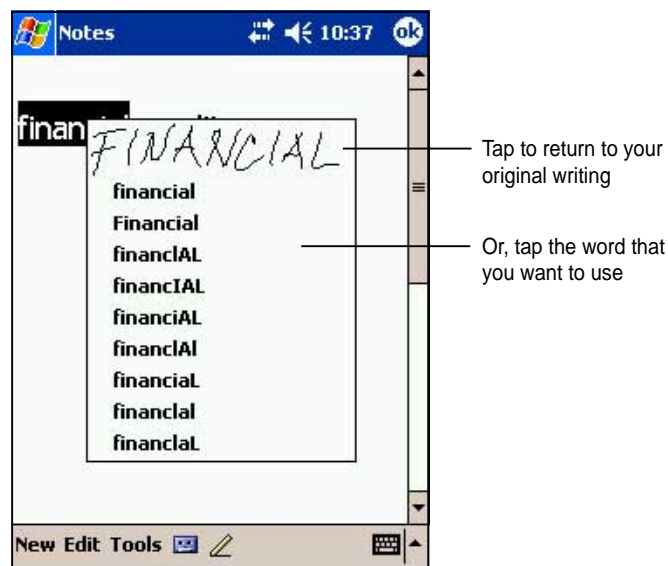 Notes 10:37 ok
finan
FINANCIAL
financial
Financial
financlAL
financIAL
financiAL
financlAl
financiaL
financlal
financlaL
New Edit Tools
Tap to return to your
original writing
Or, tap the word that
you want to use